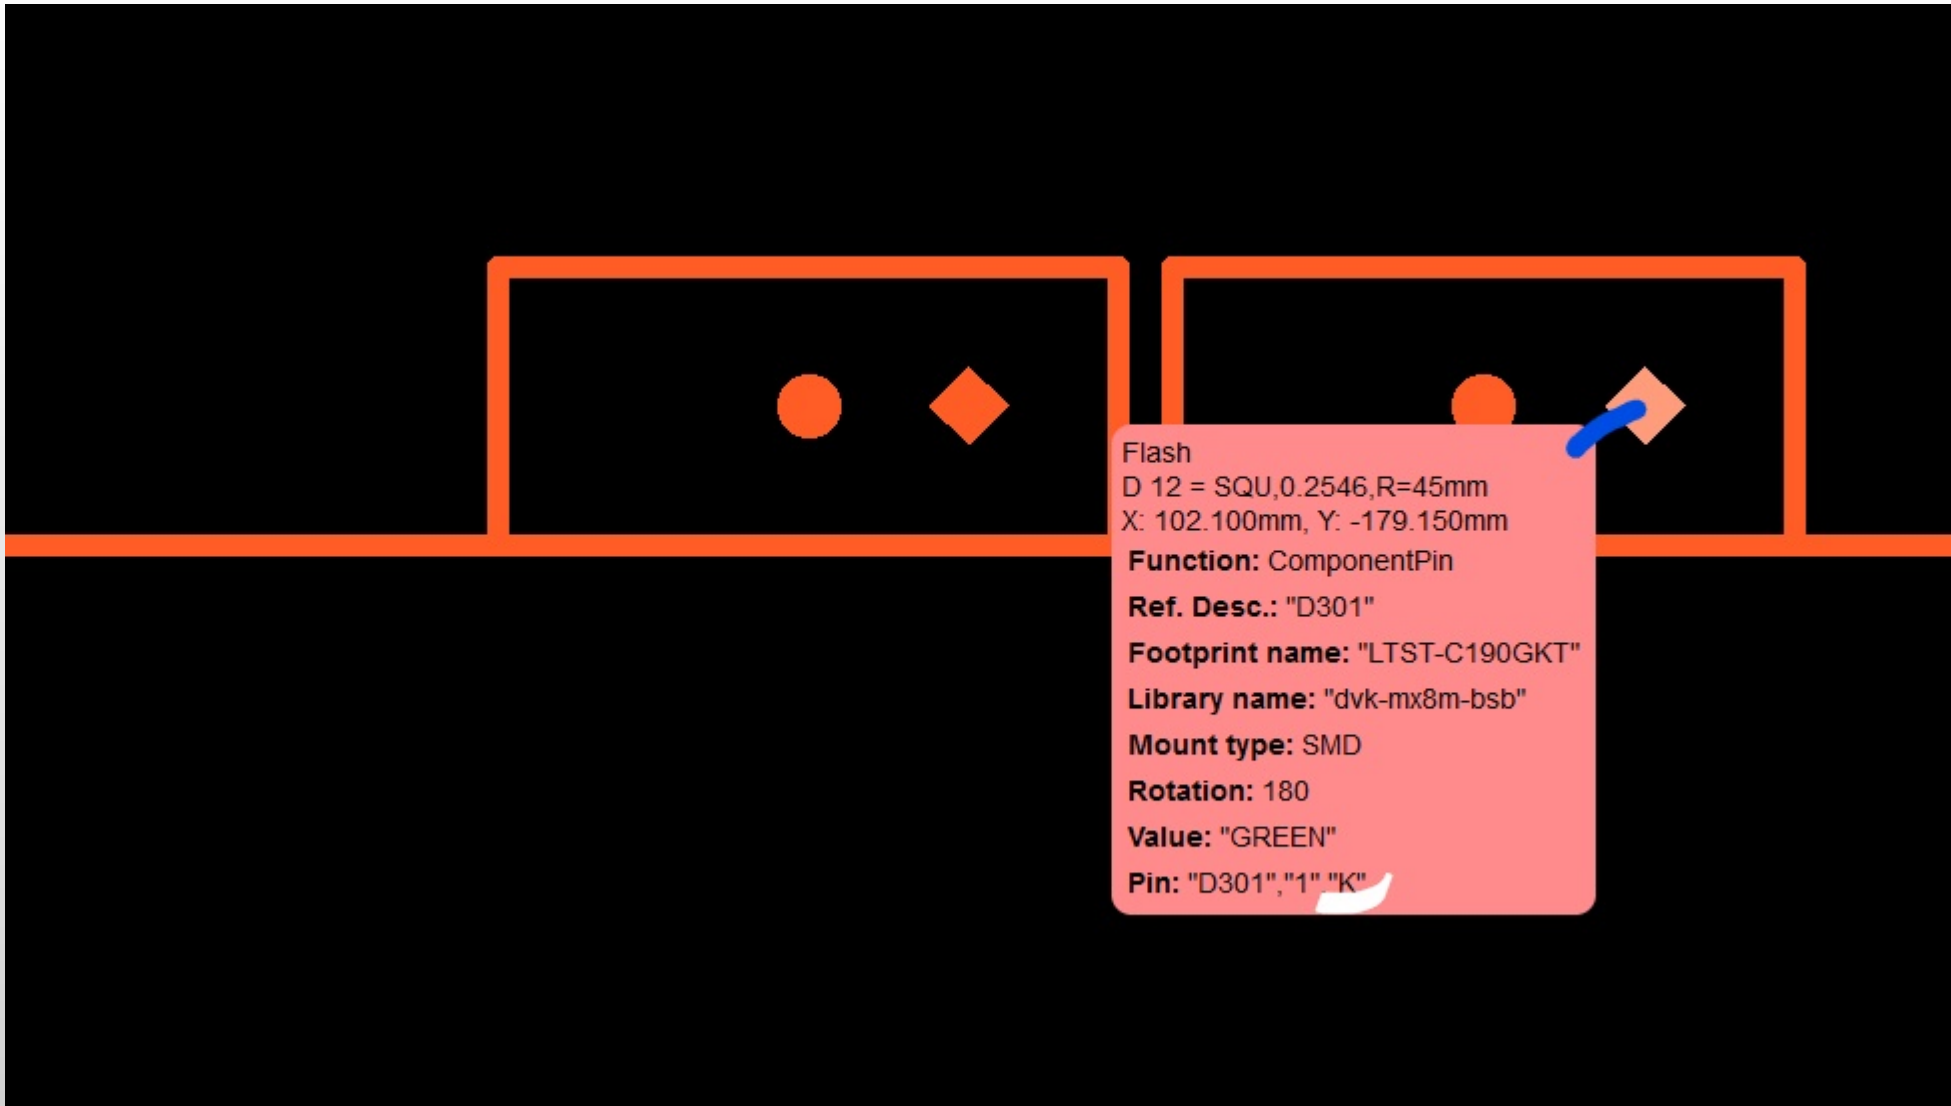 Flash
D 12 = SQU,0.2546,R=45mm
X: 102.100mm, Y: -179.150mm
Function: ComponentPin
Ref. Desc.: "D301"
Footprint name: "LTST-C190GKT"
Library name: "dvk-mx8m-bsb"
Mount type: SMD
Rotation: 180
Value: "GREEN"
Pin: "D301","1","K"